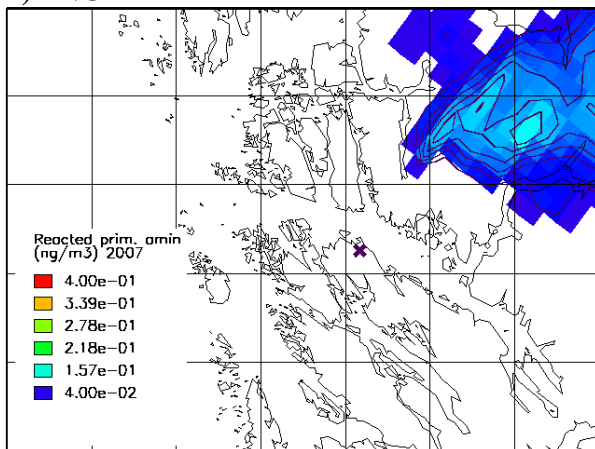 Reacted prim. amin
(ng/m3) 2007
4.00e-01
3.39e-01
2.78e-01
2.18e-01
1.57e-01
4.00e-02